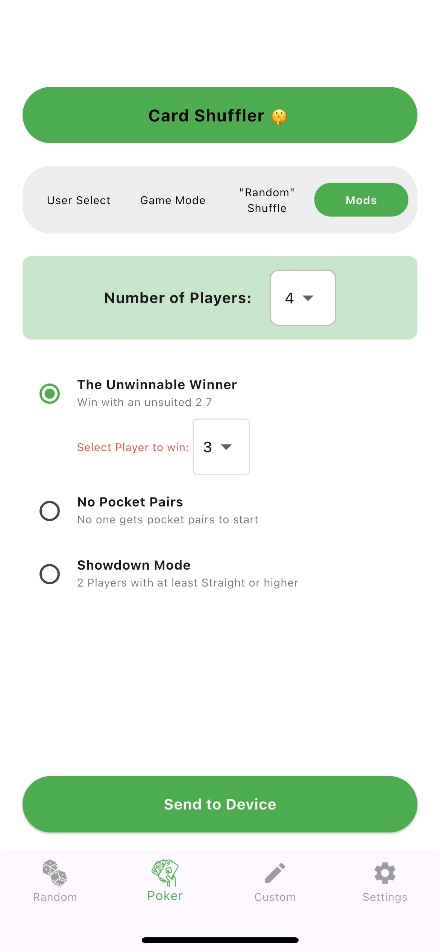 Card Shuffler 🤫
User Select
Game Mode
"Random"
Shuffle
Mods
Number of Players:
4
The Unwinnable Winner
Win with an unsuited 2 7
Select Player to win:
3
No Pocket Pairs
No one gets pocket pairs to start
Showdown Mode
2 Players with at least Straight or higher
Send to Device
Random
Poker
Custom
Settings